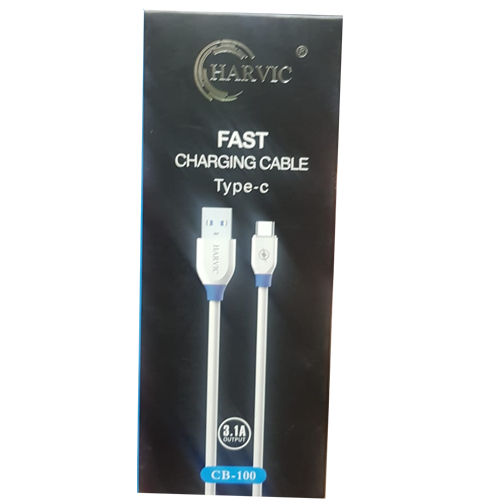 HARVIC ®
FAST
CHARGING CABLE
Type-c
HARVIC
3.1A
OUTPUT
CB-100